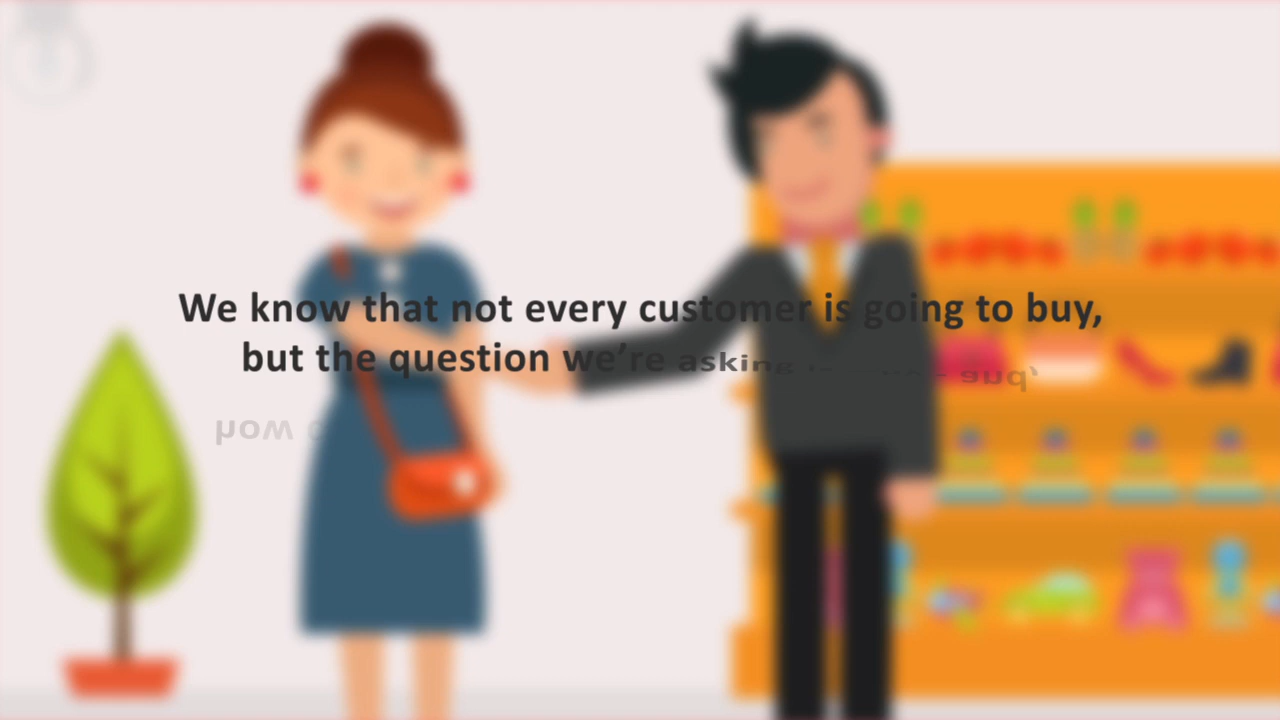 We know that not every customer is going to buy,
but the question we’re asking